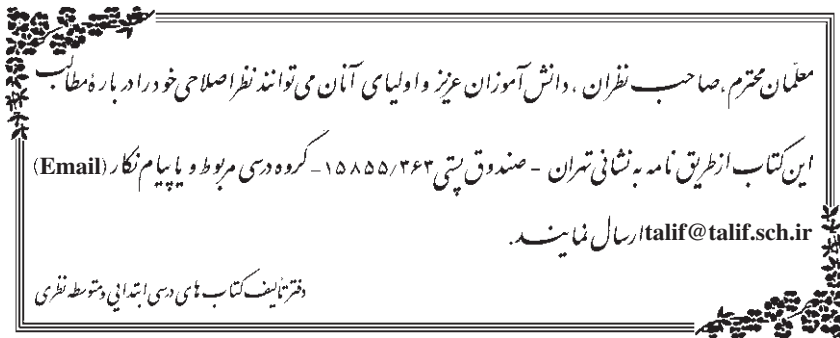 معلّمان محترم، صاحب نظران، دانش‌آموزان عزیز و اولیای آنان می‌توانند نظر اصلاحی خود را در بارهٔ مطالب
این کتاب از طریق نامه به نشانی تهران - صندوق پستی ۱۵۸۵۵/۳۶۳ - گروه درسی مربوط و یا پیام نگار (Email)
talif@talif.sch.ir ارسال نمایند.
دفتر تألیف کتاب‌های درسی ابتدایی و متوسطه نظری